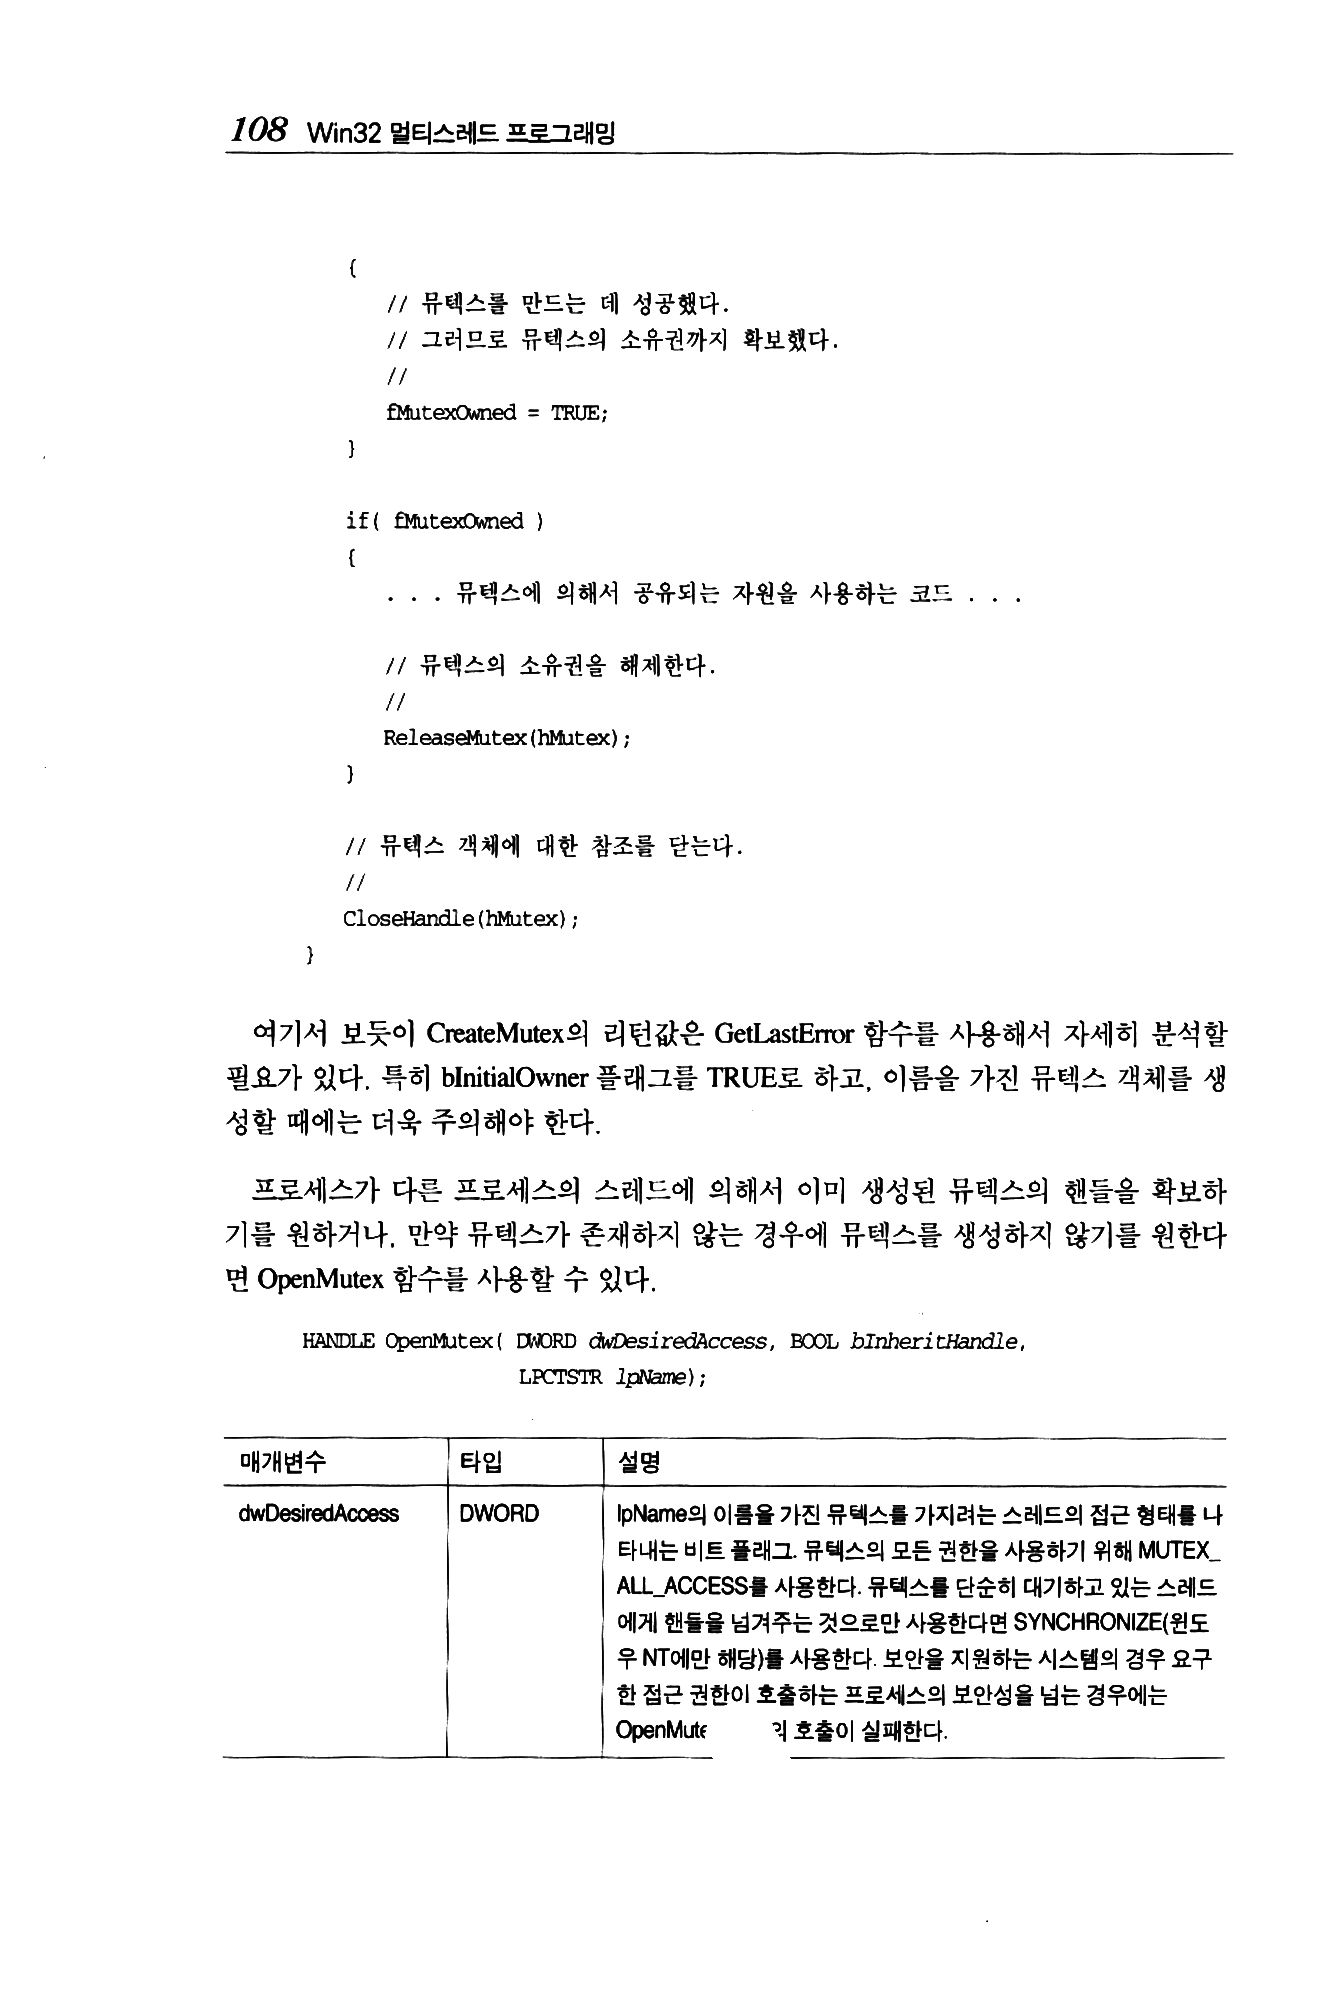 108 Win32 멀티스레드 프로그래밍
{
// 뮤텍스를 만드는 데 성공했다.
// 그러므로 뮤텍스의 소유권까지 확보했다.
//
fMutexOwned = TRUE;
}
if( fMutexOwned )
{
. . . 뮤텍스에 의해서 공유되는 자원을 사용하는 코드 . . .
// 뮤텍스의 소유권을 해제한다.
//
ReleaseMutex(hMutex);
}
// 뮤텍스 객체에 대한 참조를 닫는다.
//
CloseHandle(hMutex);
}
여기서 보듯이 CreateMutex의 리턴값은 GetLastError 함수를 사용해서 자세히 분석할
필요가 있다. 특히 bInitialOwner 플래그를 TRUE로 하고, 이름을 가진 뮤텍스 객체를 생
성할 때에는 더욱 주의해야 한다.
프로세스가 다른 프로세스의 스레드에 의해서 이미 생성된 뮤텍스의 핸들을 확보하
기를 원하거나, 만약 뮤텍스가 존재하지 않는 경우에 뮤텍스를 생성하지 않기를 원한다
면 OpenMutex 함수를 사용할 수 있다.
HANDLE OpenMutex( DWORD dwDesiredAccess, BOOL bInheritHandle,
LPCTSTR lpName);
매개변수 타입 설명
dwDesiredAccess DWORD lpName의 이름을 가진 뮤텍스를 가지려는 스레드의 접근 형태를 나
타내는 비트 플래그. 뮤텍스의 모든 권한을 사용하기 위해 MUTEX_
ALL_ACCESS를 사용한다. 뮤텍스를 단순히 대기하고 있는 스레드
에게 핸들을 넘겨주는 것으로만 사용한다면 SYNCHRONIZE(윈도
우 NT에만 해당)를 사용한다. 보안을 지원하는 시스템의 경우 요구
한 접근 권한이 호출하는 프로세스의 보안성을 넘는 경우에는
호출이 실패한다.